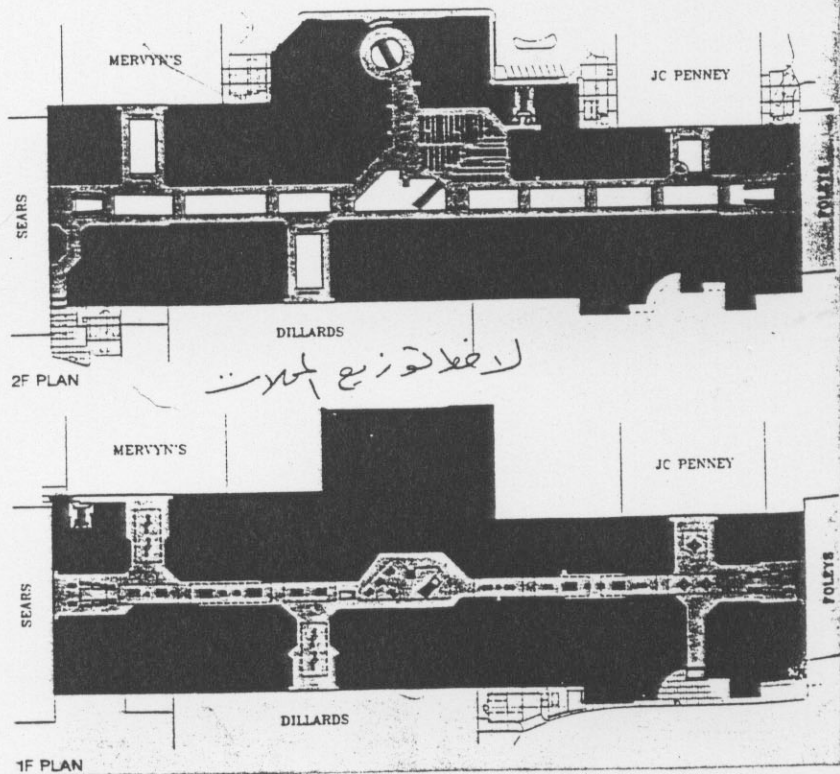 MERVYN'S
JC PENNEY
SEARS
FOLEYS
DILLARDS
2F PLAN
لاحظ توزيع المحلات
MERVYN'S
JC PENNEY
SEARS
FOLEYS
DILLARDS
1F PLAN